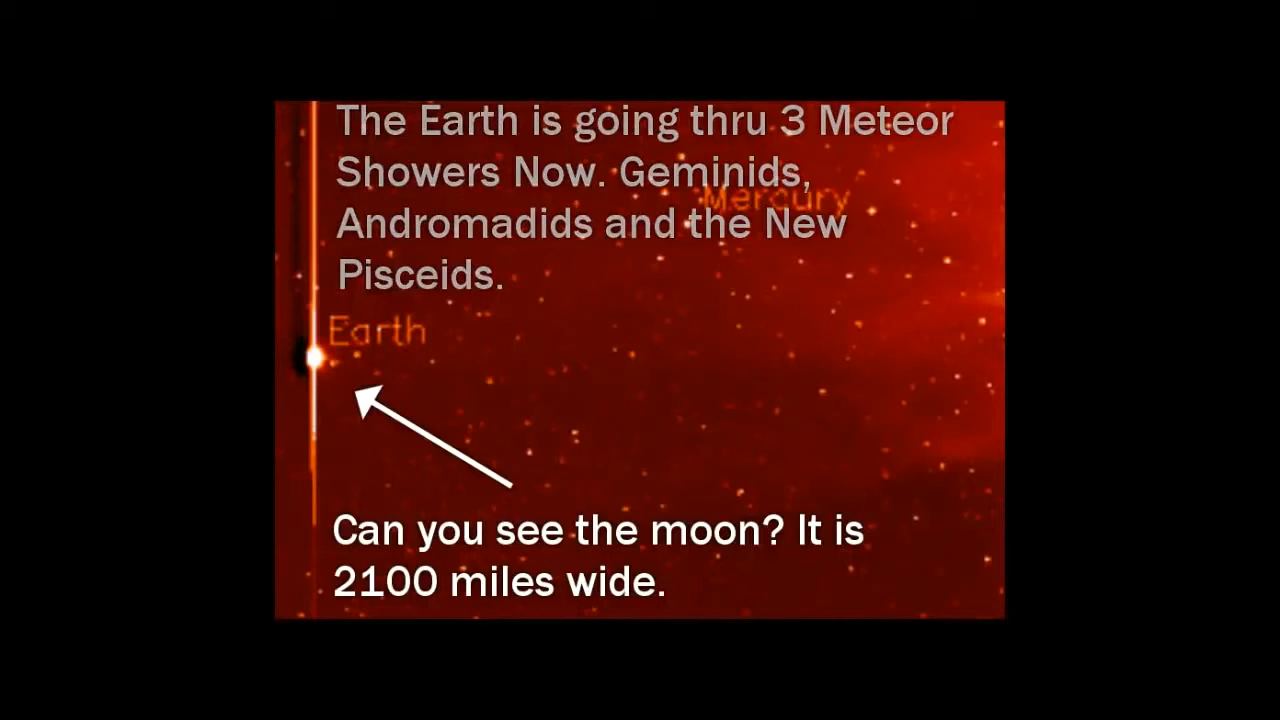 The Earth is going thru 3 Meteor
Showers Now. Geminids,
Mercury
Andromadids and the New
Pisceids.
Earth
Can you see the moon? It is
2100 miles wide.